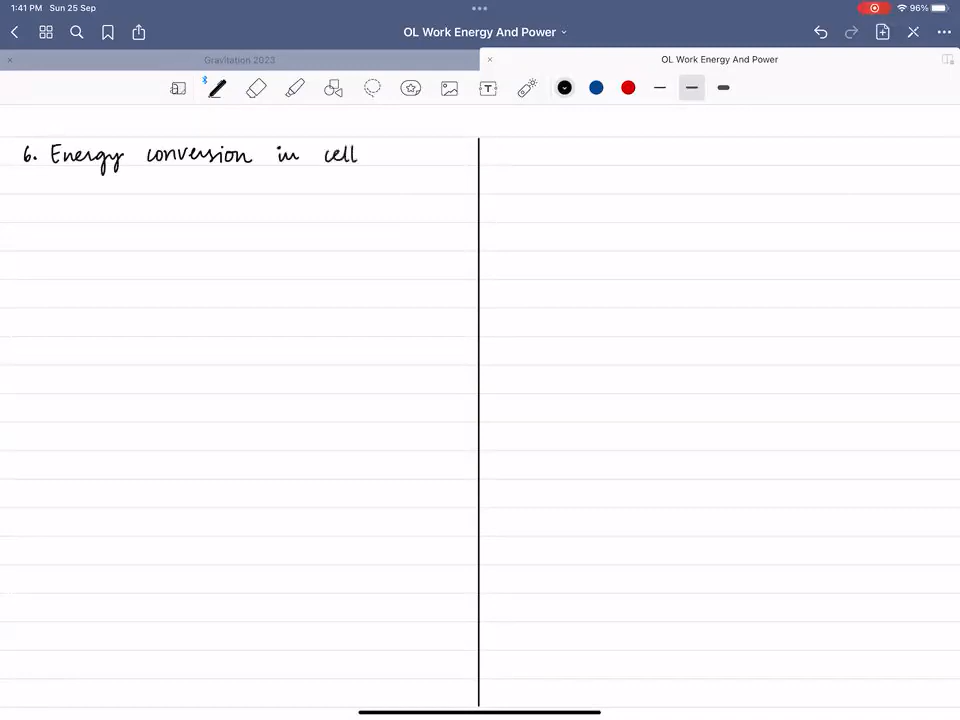 1:41 PM Sun 25 Sep
96%
OL Work Energy And Power
Gravitation 2023
OL Work Energy And Power
T
6. Energy conversion in cell